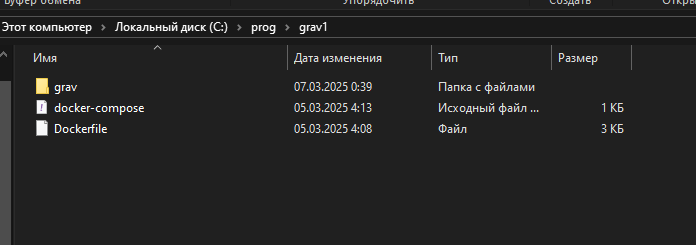 Буфер обмена Упорядочить Создать Откры
Этот компьютер > Локальный диск (C:) > prog > grav1
Имя Дата изменения Тип Размер
grav 07.03.2025 0:39 Папка с файлами
docker-compose 05.03.2025 4:13 Исходный файл ... 1 КБ
Dockerfile 05.03.2025 4:08 Файл 3 КБ